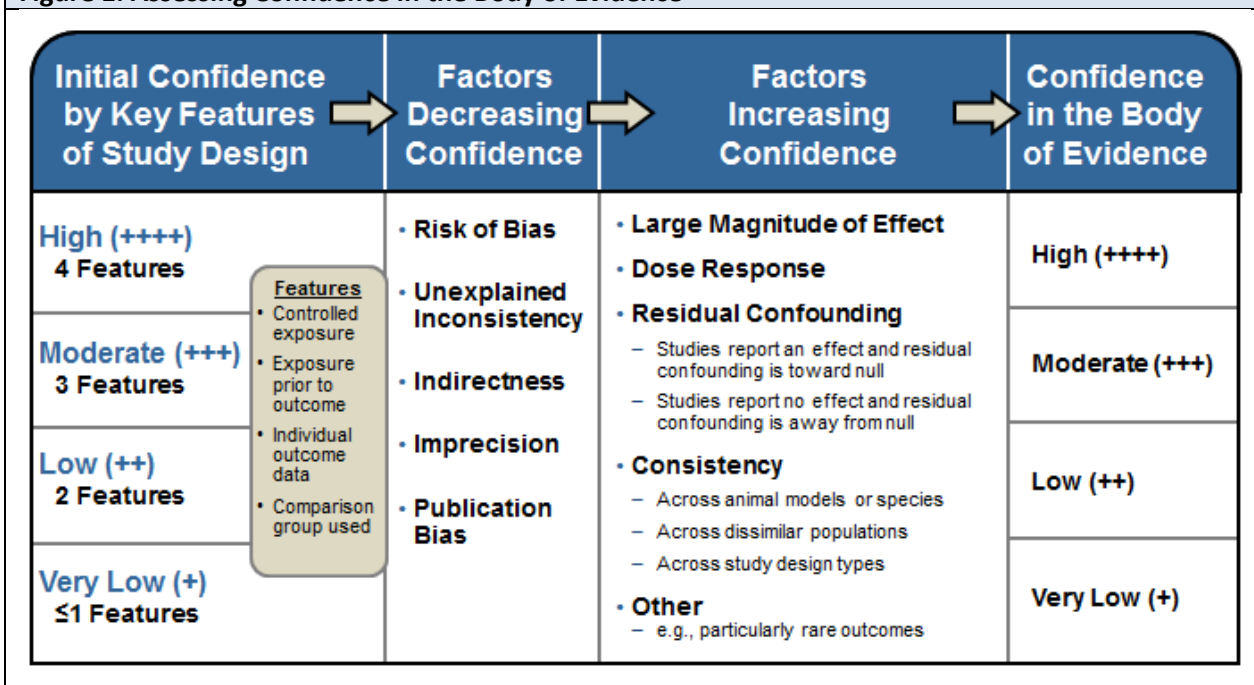 Initial Confidence
by Key Features
of Study Design
Factors
Decreasing
Confidence
Factors
Increasing
Confidence
Confidence
in the Body
of Evidence
High (++++)
4 Features
Moderate (+++)
3 Features
Low (++)
2 Features
Very Low (+)
≤1 Features
Features
• Controlled
exposure
• Exposure
prior to
outcome
• Individual
outcome
data
• Comparison
group used
• Risk of Bias
• Unexplained
Inconsistency
• Indirectness
• Imprecision
• Publication
Bias
• Large Magnitude of Effect
• Dose Response
• Residual Confounding
– Studies report an effect and residual
confounding is toward null
– Studies report no effect and residual
confounding is away from null
• Consistency
– Across animal models or species
– Across dissimilar populations
– Across study design types
• Other
– e.g., particularly rare outcomes
High (++++)
Moderate (+++)
Low (++)
Very Low (+)